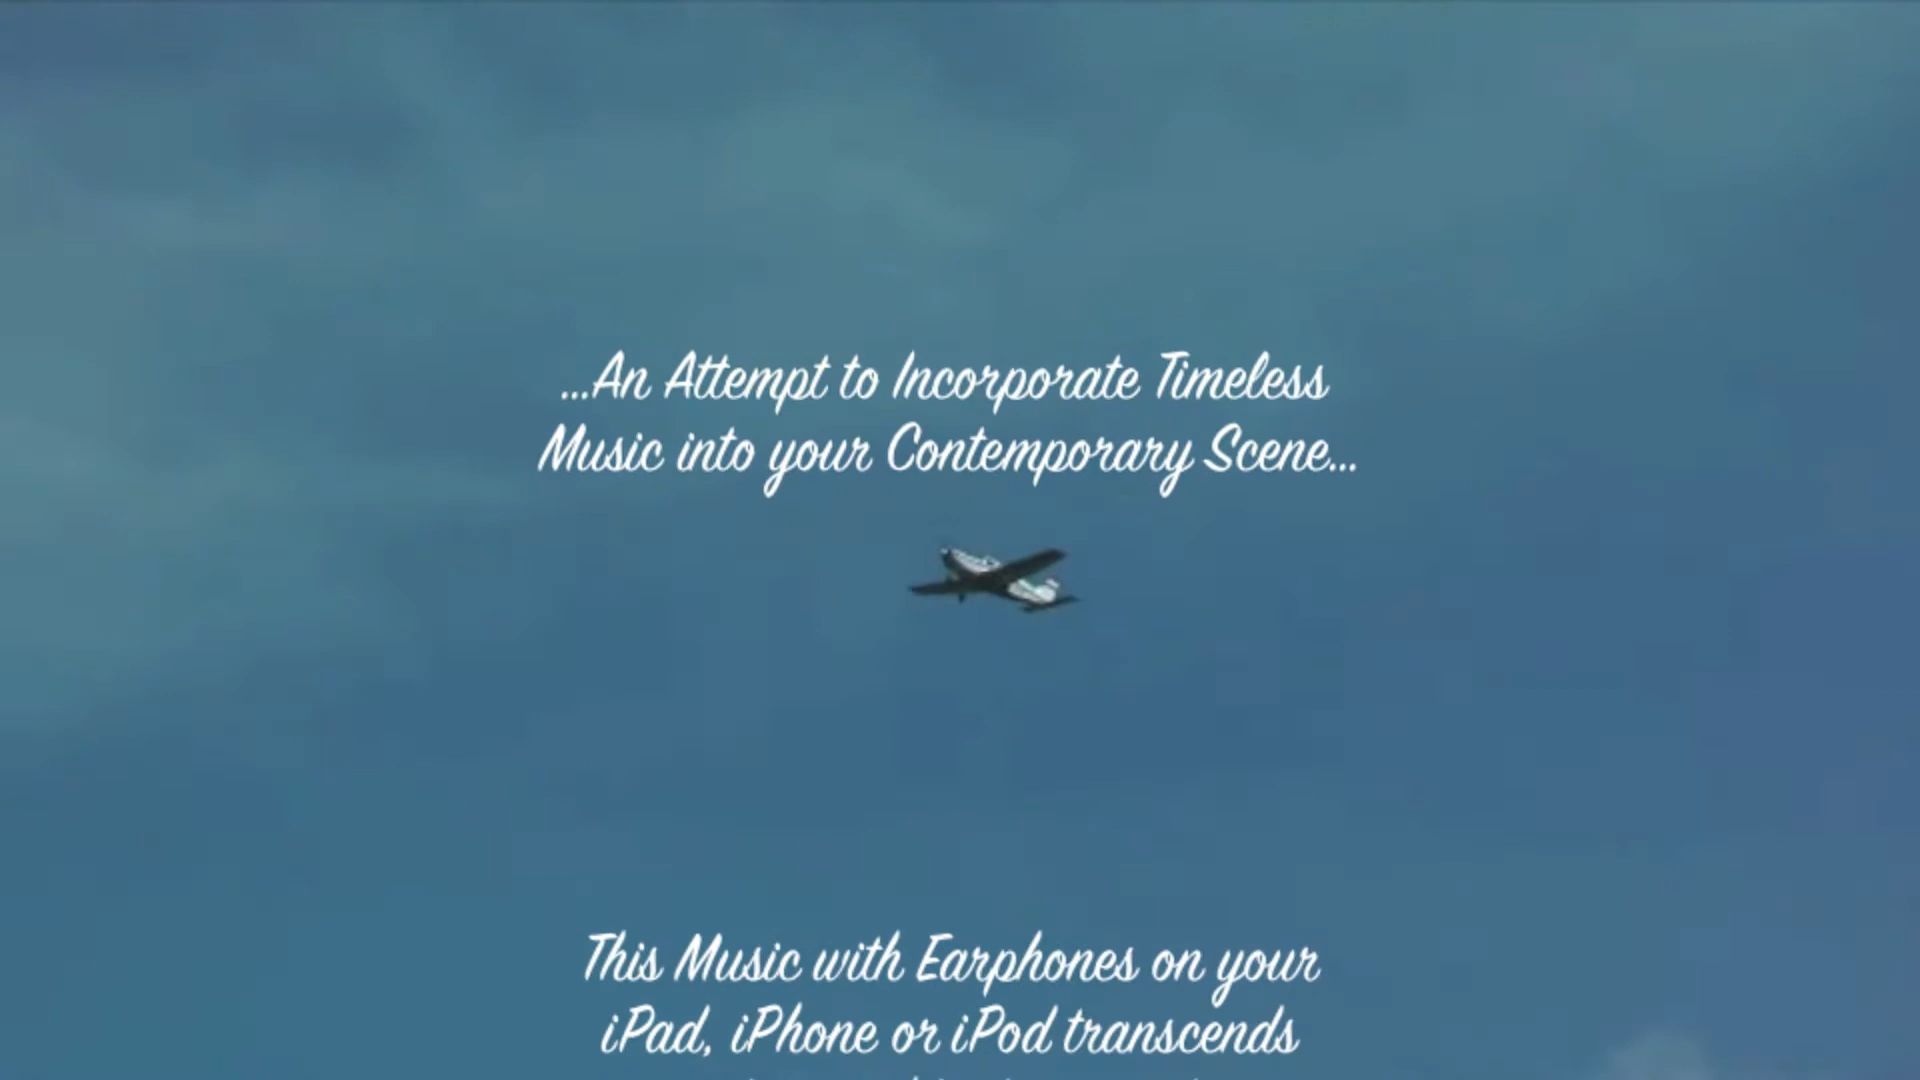 ...An Attempt to Incorporate Timeless
Music into your Contemporary Scene...
This Music with Earphones on your
iPad, iPhone or iPod transcends